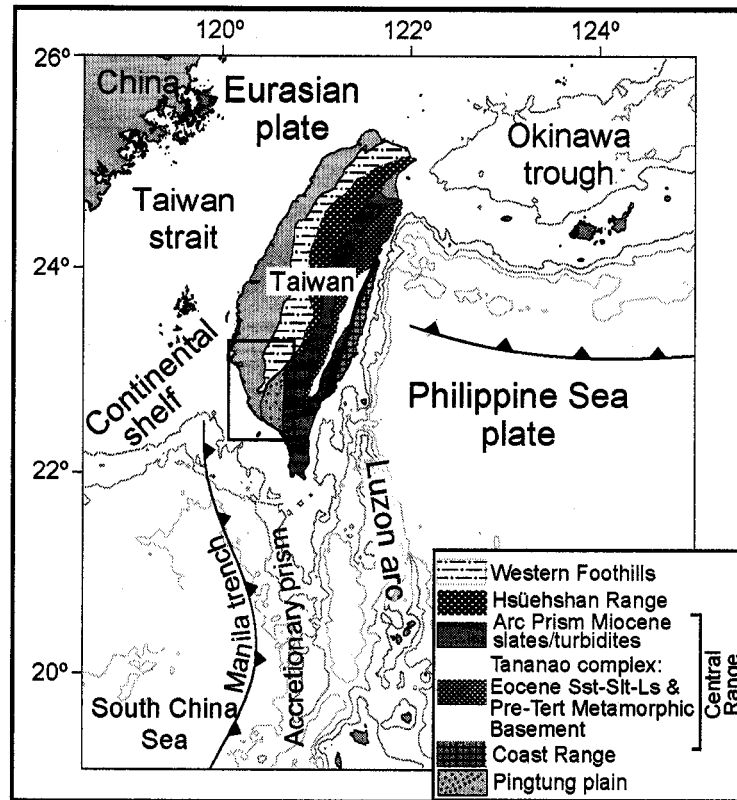 120º
122º
124º
26º
China
Eurasian
plate
Okinawa
trough
Taiwan
strait
24º
Taiwan
Continental
shelf
Philippine Sea
plate
22º
Luzon arc
Manila trench
Accretionary prism
20º
South China
Sea
Western Foothills
Hsüehshan Range
Arc Prism Miocene
slates/turbidites
Tananao complex:
Eocene Sst-Slt-Ls &
Pre-Tert Metamorphic
Basement
Central
Range
Coast Range
Pingtung plain